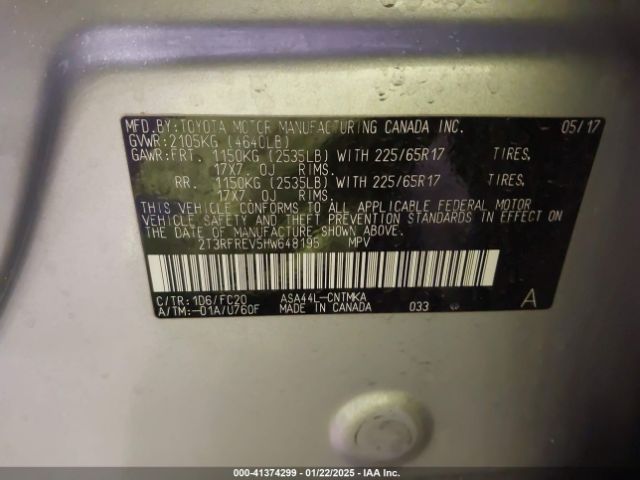 MFD.BY:TOYOTA MOTOR MANUFACTURING CANADA INC. 05/17
GVWR:2105KG (4640LB)
GAWR:FRT. 1150KG (2535LB) WITH 225/65R17 TIRES,
17X7.0J RIMS.
RR. 1150KG (2535LB) WITH 225/65R17 TIRES,
17X7.0J RIMS.
THIS VEHICLE CONFORMS TO ALL APPLICABLE FEDERAL MOTOR
VEHICLE SAFETY AND THEFT PREVENTION STANDARDS IN EFFECT ON
THE DATE OF MANUFACTURE SHOWN ABOVE.
2T3RFREV5HW648195 MPV
C/TR:1D6/FC20 ASA44L-CNTMKA A
A/TM:-01A/U760F MADE IN CANADA 033
000-41374299 - 01/22/2025 - IAA Inc.